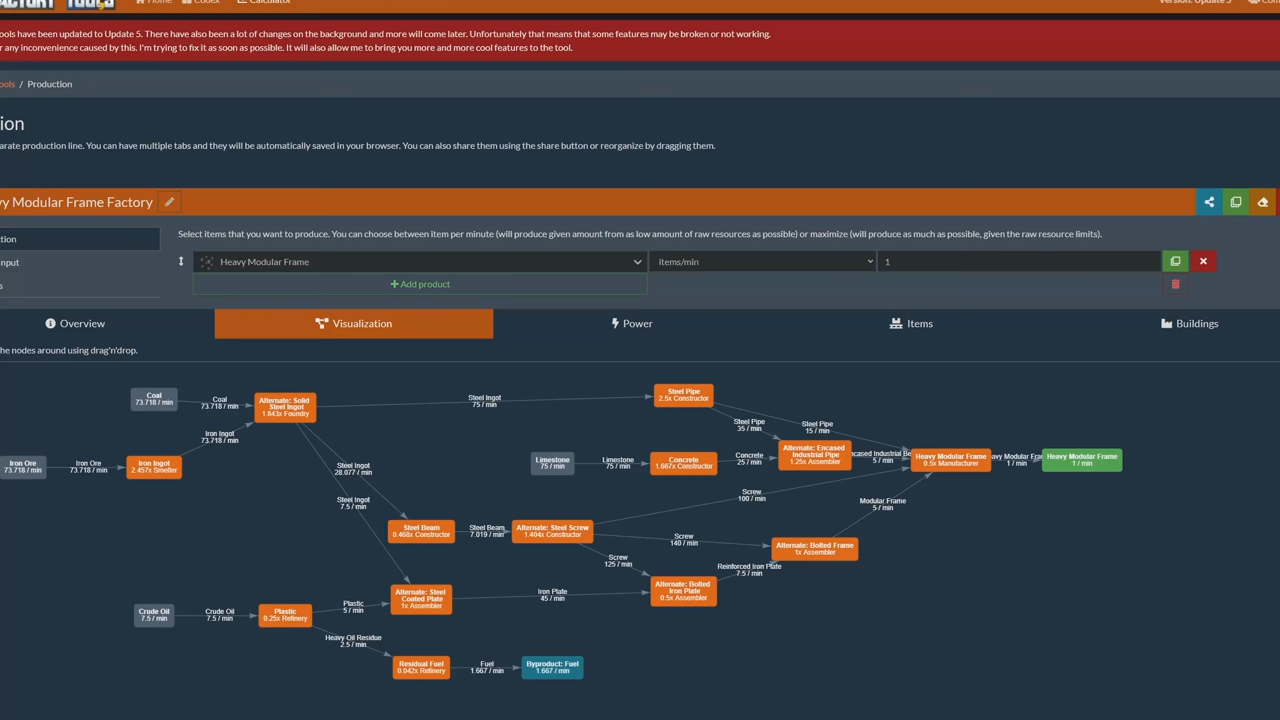 FACTORY TOOLS Home Codex Calculator Version: Update 5
ools have been updated to Update 5. There have also been a lot of changes on the background and more will come later. Unfortunately that means that some features may be broken or not working.
r any inconvenience caused by this. I'm trying to fix it as soon as possible. It will also allow me to bring you more and more cool features to the tool.
ools / Production
ion
arate production line. You can have multiple tabs and they will be automatically saved in your browser. You can also share them using the share button or reorganize by dragging them.
vy Modular Frame Factory
ction
Select items that you want to produce. You can choose between item per minute (will produce given amount from as low amount of raw resources as possible) or maximize (will produce as much as possible, given the raw resource limits).
nput
Heavy Modular Frame items/min 1
s
+ Add product
Overview Visualization Power Items Buildings
he nodes around using drag'n'drop.
Coal
73.718 / min
Coal
73.718 / min
Alternate: Solid
Steel Ingot
1.843x Foundry
Steel Ingot
75 / min
Steel Pipe
2.5x Constructor
Steel Pipe
15 / min
Steel Pipe
35 / min
Iron Ingot
73.718 / min
Iron Ore
73.718 / min
Iron Ore
73.718 / min
Iron Ingot
2.457x Smelter
Steel Ingot
28.077 / min
Steel Ingot
7.5 / min
Limestone
75 / min
Limestone
75 / min
Concrete
1.667x Constructor
Concrete
25 / min
Alternate: Encased
Industrial Pipe
1.25x Assembler
ncased Industrial Be
5 / min
Heavy Modular Frame
0.5x Manufacturer
avy Modular Fra
1 / min
Heavy Modular Frame
1 / min
Screw
100 / min
Modular Frame
5 / min
Steel Beam
0.468x Constructor
Steel Beam
7.019 / min
Alternate: Steel Screw
1.404x Constructor
Screw
140 / min
Screw
125 / min
Alternate: Bolted Frame
1x Assembler
Reinforced Iron Plate
7.5 / min
Alternate: Bolted
Iron Plate
0.5x Assembler
Alternate: Steel
Coated Plate
1x Assembler
Iron Plate
45 / min
Crude Oil
7.5 / min
Crude Oil
7.5 / min
Plastic
0.25x Refinery
Plastic
5 / min
Heavy Oil Residue
2.5 / min
Residual Fuel
0.042x Refinery
Fuel
1.667 / min
Byproduct: Fuel
1.667 / min